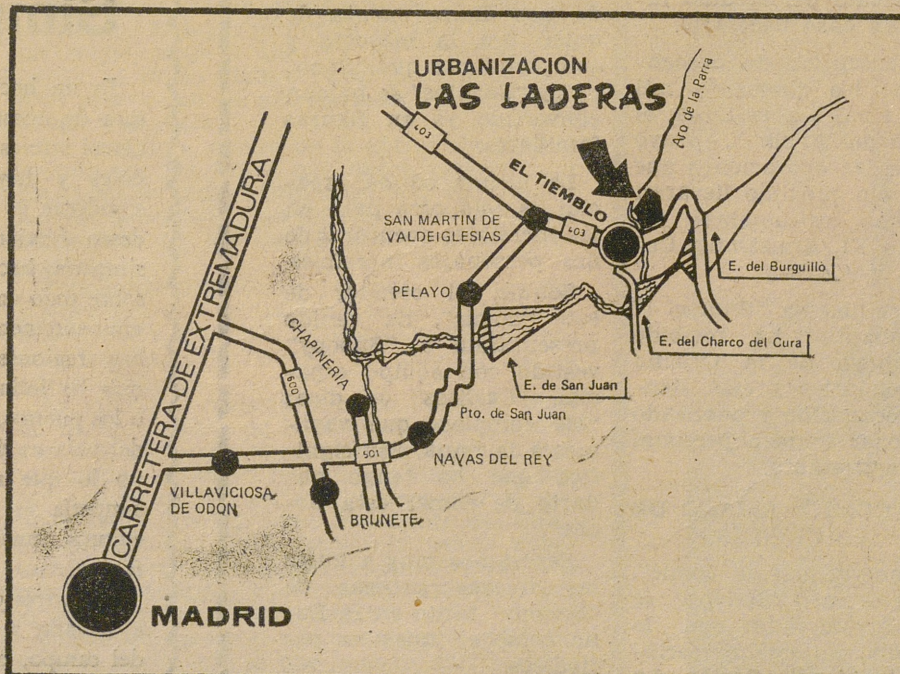 URBANIZACION
LAS LADERAS
Aro de la Parra
403
EL TIEMBLO
SAN MARTIN DE
VALDEIGLESIAS
403
E. del Burguillo
PELAYO
CARRETERA DE EXTREMADURA
CHAPINERIA
E. del Charco del Cura
600
E. de San Juan
Pto. de San Juan
501
NAVAS DEL REY
VILLAVICIOSA
DE ODON
BRUNETE
MADRID